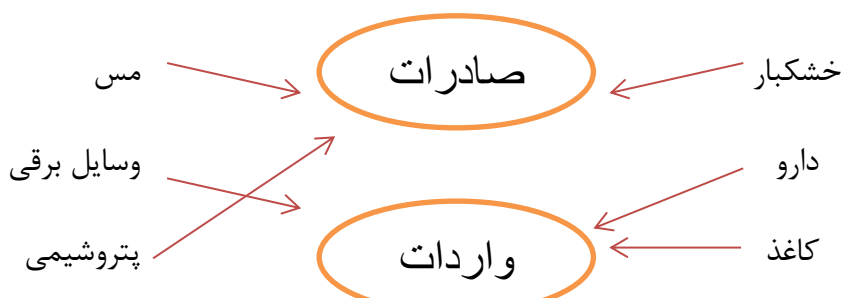 خشکبار
صادرات
مس
دارو
وسایل برقی
کاغذ
واردات
پتروشیمی